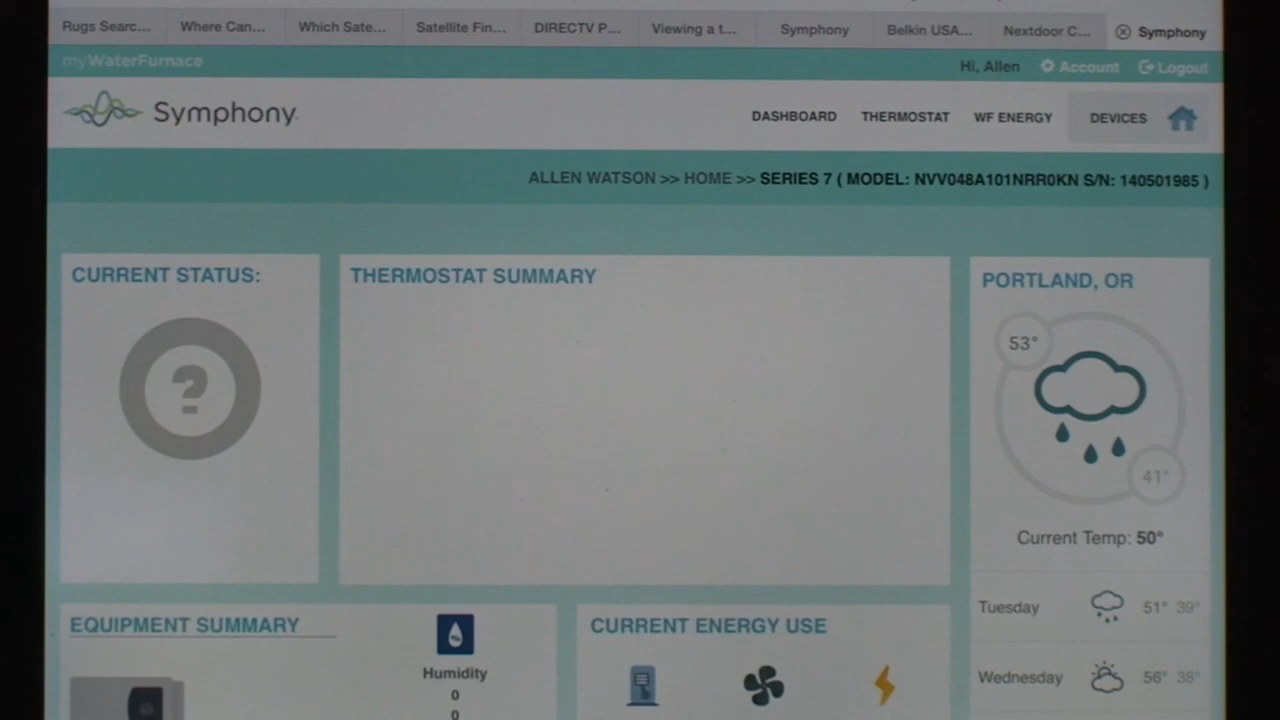 Rugs Searc... Where Can... Which Sate... Satellite Fin... DIRECTV P... Viewing a t... Symphony Belkin USA... Nextdoor C... Symphony
myWaterFurnace Hi, Allen Account Logout
Symphony DASHBOARD THERMOSTAT WF ENERGY DEVICES
ALLEN WATSON >> HOME >> SERIES 7 ( MODEL: NVV048A101NRR0KN S/N: 140501985 )
CURRENT STATUS:
?
THERMOSTAT SUMMARY
PORTLAND, OR
53°
41°
Current Temp: 50°
Tuesday 51° 39°
Wednesday 56° 38°
EQUIPMENT SUMMARY
Humidity
0
0
CURRENT ENERGY USE